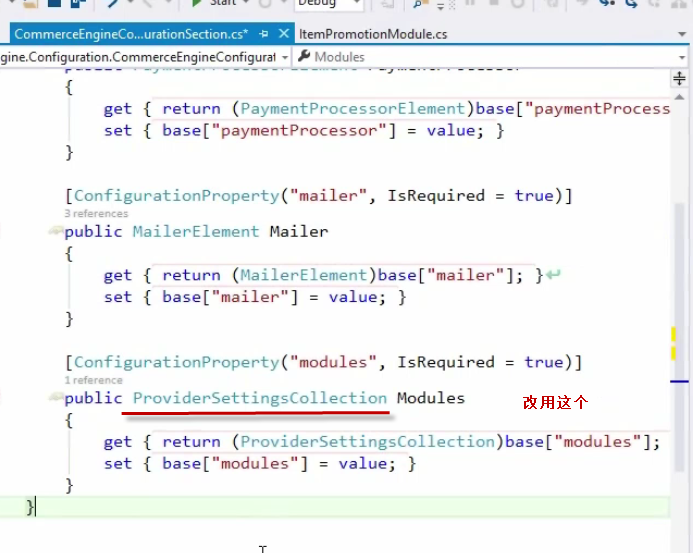 Start
Debug
CommerceEngineCo...urationSection.cs*
ItemPromotionModule.cs
gine.Configuration.CommerceEngineConfigurat
Modules
{
get { return (PaymentProcessorElement)base["paymentProcess
set { base["paymentProcessor"] = value; }
}
[ConfigurationProperty("mailer", IsRequired = true)]
3 references
public MailerElement Mailer
{
get { return (MailerElement)base["mailer"]; }
set { base["mailer"] = value; }
}
[ConfigurationProperty("modules", IsRequired = true)]
1 reference
public ProviderSettingsCollection Modules 改用这个
{
get { return (ProviderSettingsCollection)base["modules"];
set { base["modules"] = value; }
}
}